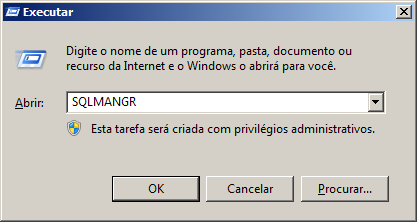 Executar
Digite o nome de um programa, pasta, documento ou
recurso da Internet e o Windows o abrirá para você.
Abrir: SQLMANGR
Esta tarefa será criada com privilégios administrativos.
OK Cancelar Procurar...